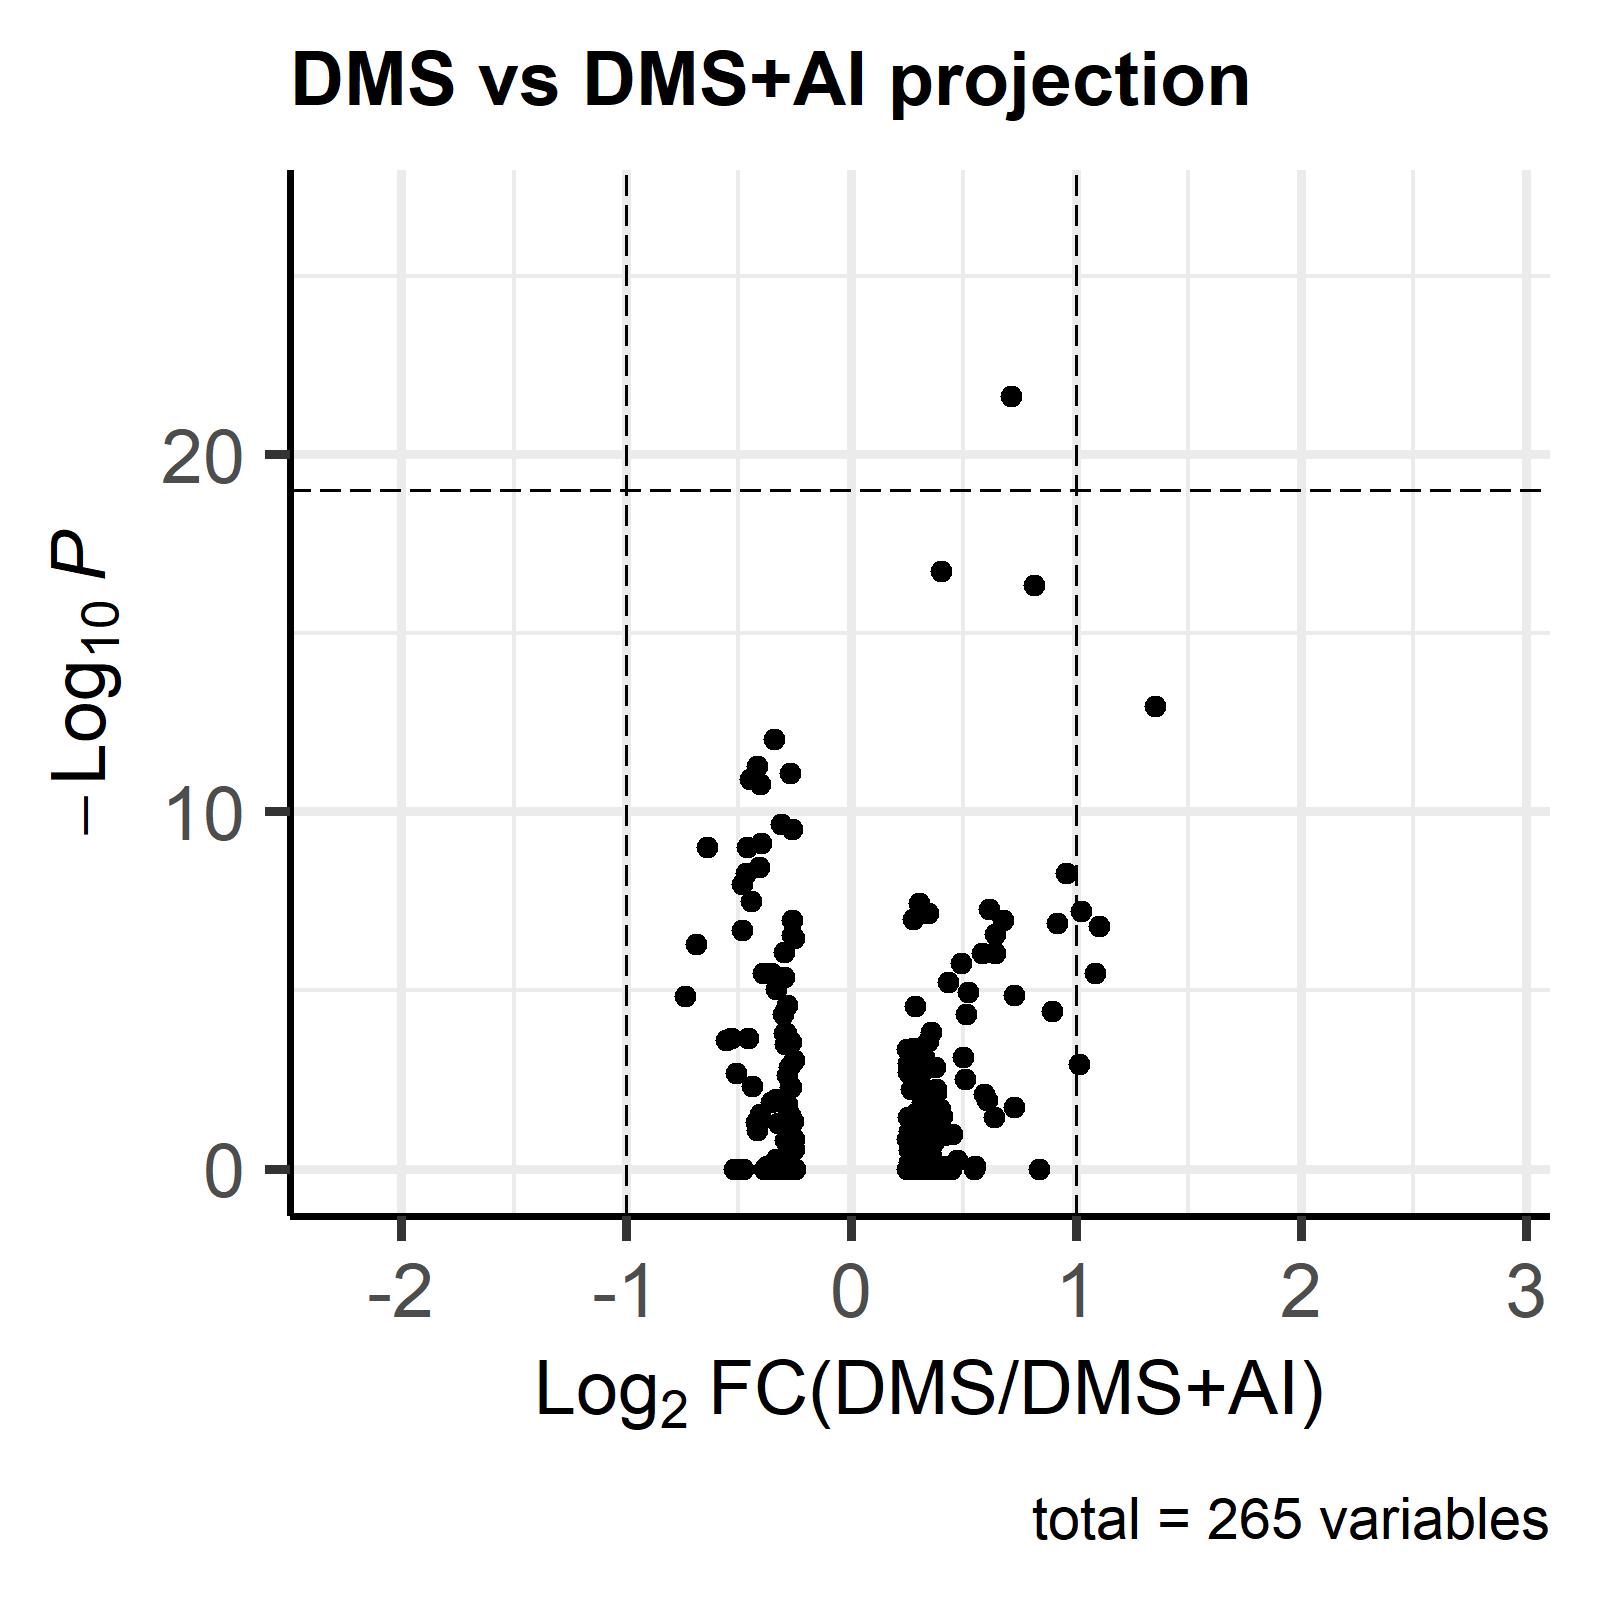 DMS vs DMS+AI projection
20
10
0
−Log₁₀ P
-2 -1 0 1 2 3
Log₂ FC(DMS/DMS+AI)
total = 265 variables